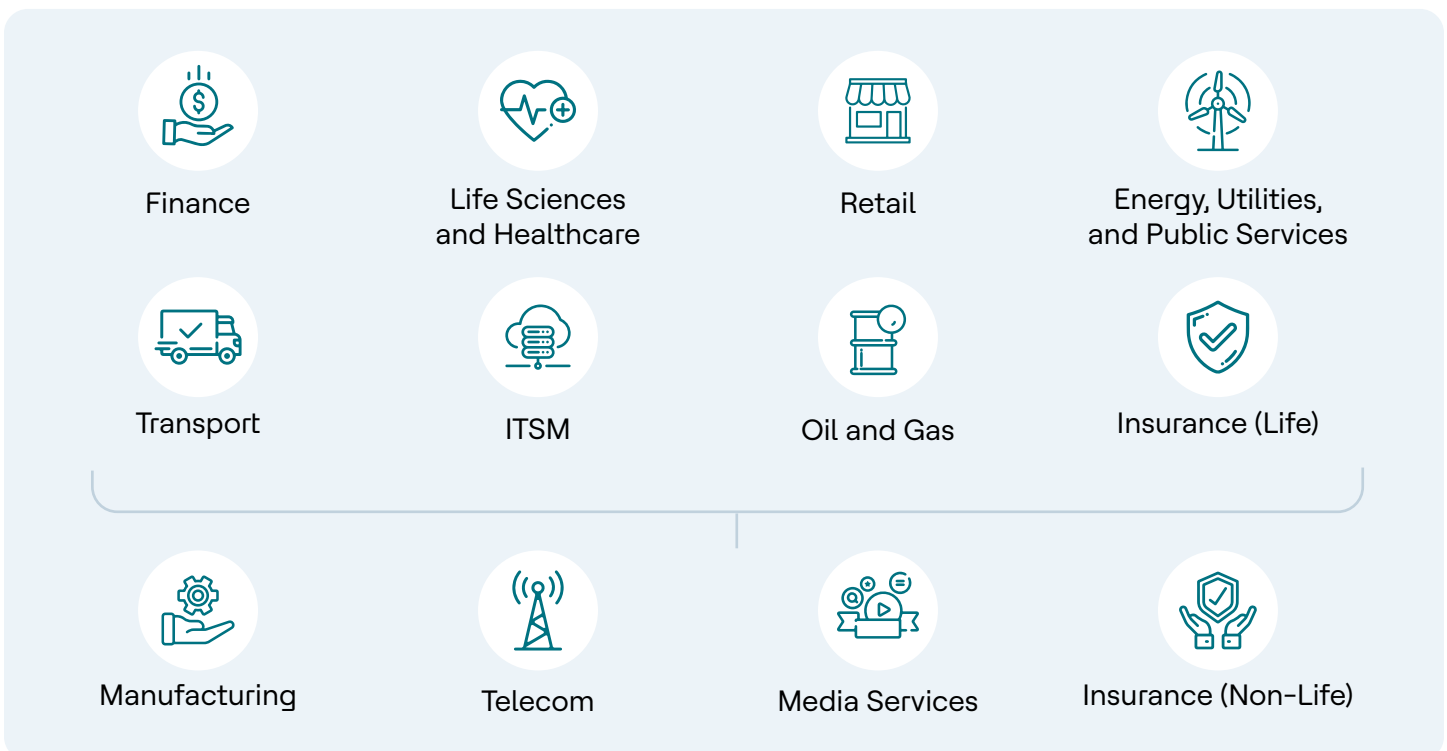 Finance
Life Sciences
and Healthcare
Retail
Energy, Utilities,
and Public Services
Transport
ITSM
Oil and Gas
Insurance (Life)
Manufacturing
Telecom
Media Services
Insurance (Non-Life)